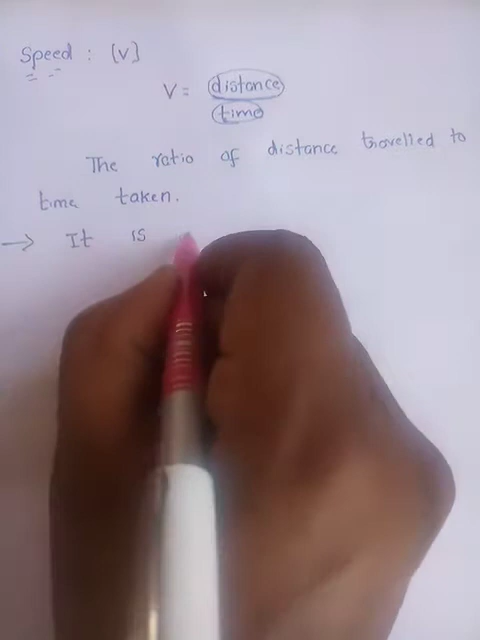 Speed : [v]
V = distance
time
The ratio of distance travelled to
time taken.
→ It is